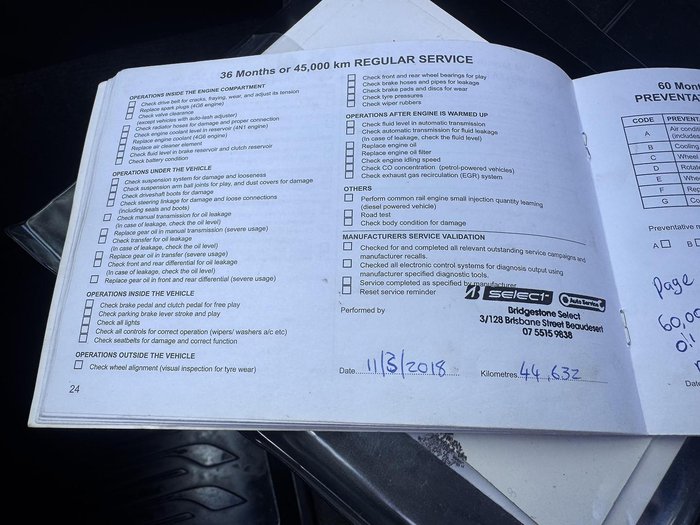 36 Months or 45,000 km REGULAR SERVICE
OPERATIONS INSIDE THE ENGINE COMPARTMENT
Check drive belt for cracks, fraying, wear, and adjust its tension
Replace spark plugs (4G6 engine)
Check valve clearance
(except vehicles with auto-lash adjuster)
Check radiator hoses for damage and proper connection
Check engine coolant level in reservoir (4N1 engine)
Replace engine coolant (4G6 engine)
Replace air cleaner element
Check fluid level in brake reservoir and clutch reservoir
Check battery condition
OPERATIONS UNDER THE VEHICLE
Check suspension system for damage and looseness
Check suspension arm ball joints for play, and dust covers for damage
Check driveshaft boots for damage
Check steering linkage for damage and loose connections
(including seals and boots)
Check manual transmission for oil leakage
(In case of leakage, check the oil level)
Replace gear oil in manual transmission (severe usage)
Check transfer for oil leakage
(In case of leakage, check the oil level)
Replace gear oil in transfer (severe usage)
Check front and rear differential for oil leakage
(In case of leakage, check the oil level)
Replace gear oil in front and rear differential (severe usage)
OPERATIONS INSIDE THE VEHICLE
Check brake pedal and clutch pedal for free play
Check parking brake lever stroke and play
Check all lights
Check all controls for correct operation (wipers/ washers a/c etc)
Check seatbelts for damage and correct function
OPERATIONS OUTSIDE THE VEHICLE
Check wheel alignment (visual inspection for tyre wear)
24
Check front and rear wheel bearings for play
Check brake hoses and pipes for leakage
Check brake pads and discs for wear
Check tyre pressures
Check wiper rubbers
OPERATIONS AFTER ENGINE IS WARMED UP
Check fluid level in automatic transmission
Check automatic transmission for fluid leakage
(In case of leakage, check the fluid level)
Replace engine oil
Replace engine oil filter
Check engine idling speed
Check CO concentration (petrol-powered vehicles)
Check exhaust gas recirculation (EGR) system
OTHERS
Perform common rail engine small injection quantity learning
(diesel powered vehicle)
Road test
Check body condition for damage
MANUFACTURERS SERVICE VALIDATION
Checked for and completed all relevant outstanding service campaigns and
manufacturer recalls.
Checked all electronic control systems for diagnosis output using
manufacturer specified diagnostic tools.
Service completed as specified by manufacturer
Reset service reminder
Performed by
SELECT Auto Service
Bridgestone Select
3/128 Brisbane Street Beaudesert
07 5515 9838
Date 11/3/2018 Kilometres 44,632
60 Mont
PREVENTA
CODE PREVENT
A Air condi
(includes
B Cooling
C Wheel
D Rotate
E Whe
F Re
G Co
Preventative m
A B
Page
60,00
Oil
Dat